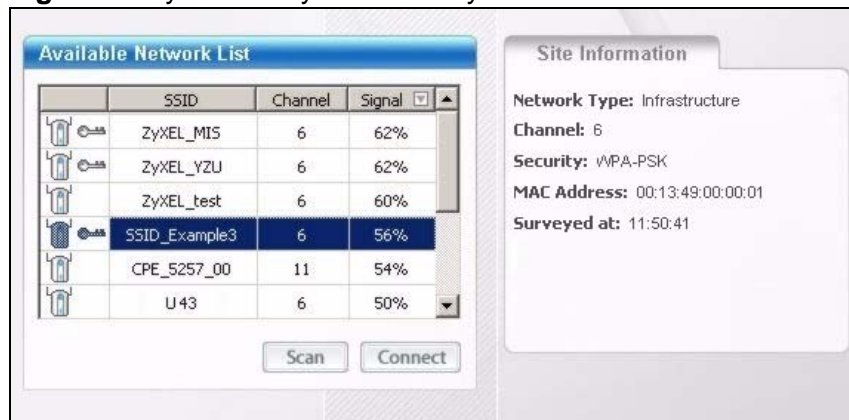 Available Network List
SSID Channel Signal
ZyXEL_MIS 6 62%
ZyXEL_YZU 6 62%
ZyXEL_test 6 60%
SSID_Example3 6 56%
CPE_5257_00 11 54%
U43 6 50%
Scan Connect
Site Information
Network Type: Infrastructure
Channel: 6
Security: WPA-PSK
MAC Address: 00:13:49:00:00:01
Surveyed at: 11:50:41